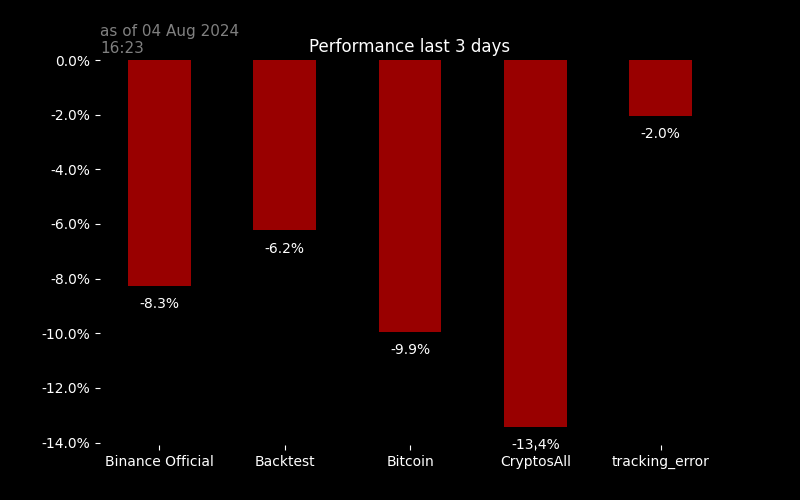 as of 04 Aug 2024
16:23
Performance last 3 days
0.0%
-2.0%
-4.0%
-6.0%
-8.0%
-10.0%
-12.0%
-14.0%
-8.3%
-6.2%
-9.9%
-13.4%
-2.0%
Binance Official
Backtest
Bitcoin
CryptosAll
tracking_error